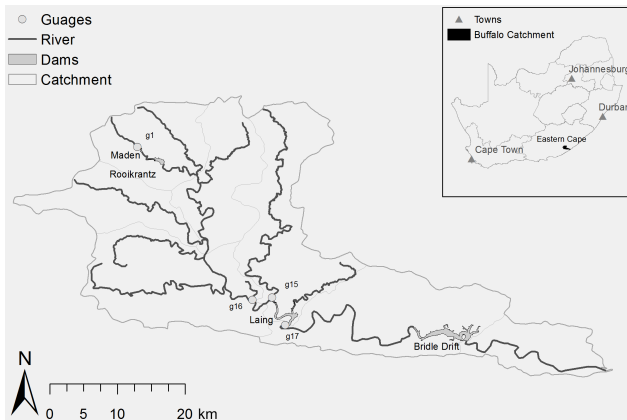 Guages
River
Dams
Catchment
Towns
Buffalo Catchment
Johannesburg
Durban
Eastern Cape
Cape Town
g1
Maden
Rooikrantz
g15
g16
Laing
g17
Bridle Drift
N
0 5 10 20 km